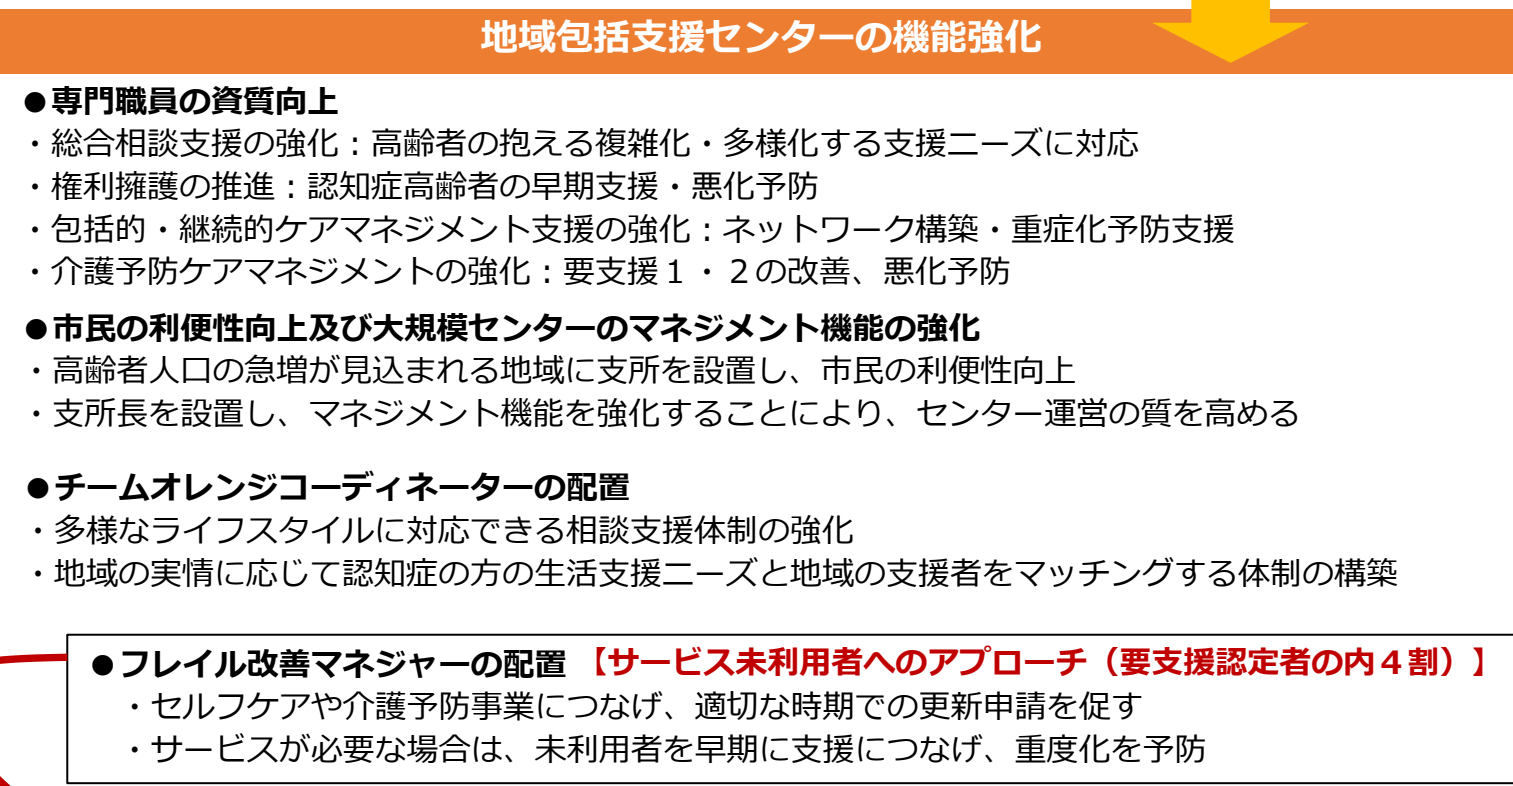 地域包括支援センターの機能強化
●専門職員の資質向上
・総合相談支援の強化：高齢者の抱える複雑化・多様化する支援ニーズに対応
・権利擁護の推進：認知症高齢者の早期支援・悪化予防
・包括的・継続的ケアマネジメント支援の強化：ネットワーク構築・重症化予防支援
・介護予防ケアマネジメントの強化：要支援１・２の改善、悪化予防
●市民の利便性向上及び大規模センターのマネジメント機能の強化
・高齢者人口の急増が見込まれる地域に支所を設置し、市民の利便性向上
・支所長を設置し、マネジメント機能を強化することにより、センター運営の質を高める
●チームオレンジコーディネーターの配置
・多様なライフスタイルに対応できる相談支援体制の強化
・地域の実情に応じて認知症の方の生活支援ニーズと地域の支援者をマッチングする体制の構築
●フレイル改善マネジャーの配置【サービス未利用者へのアプローチ（要支援認定者の内４割）】
・セルフケアや介護予防事業につなげ、適切な時期での更新申請を促す
・サービスが必要な場合は、未利用者を早期に支援につなげ、重度化を予防